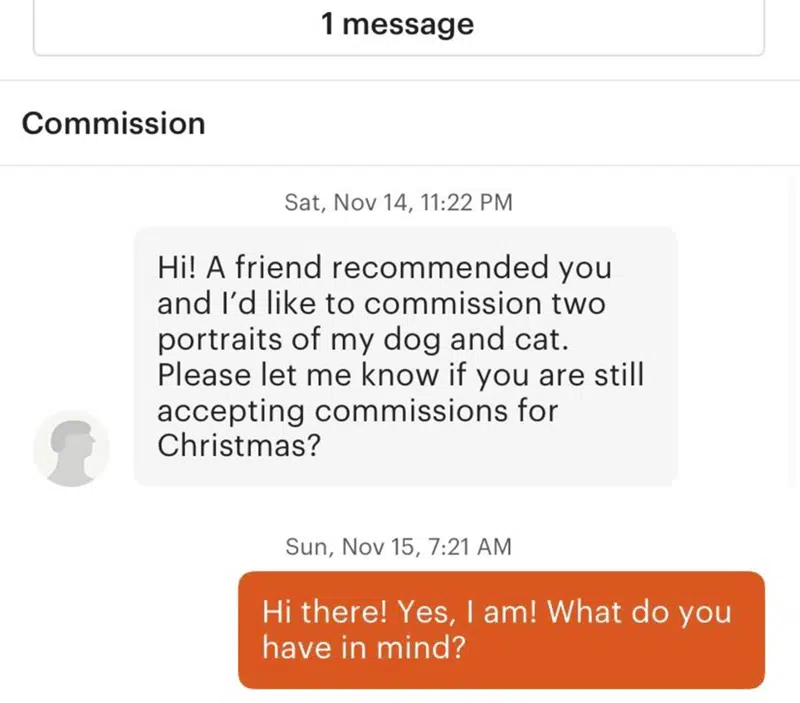 1 message
Commission
Sat, Nov 14, 11:22 PM
Hi! A friend recommended you
and I’d like to commission two
portraits of my dog and cat.
Please let me know if you are still
accepting commissions for
Christmas?
Sun, Nov 15, 7:21 AM
Hi there! Yes, I am! What do you
have in mind?